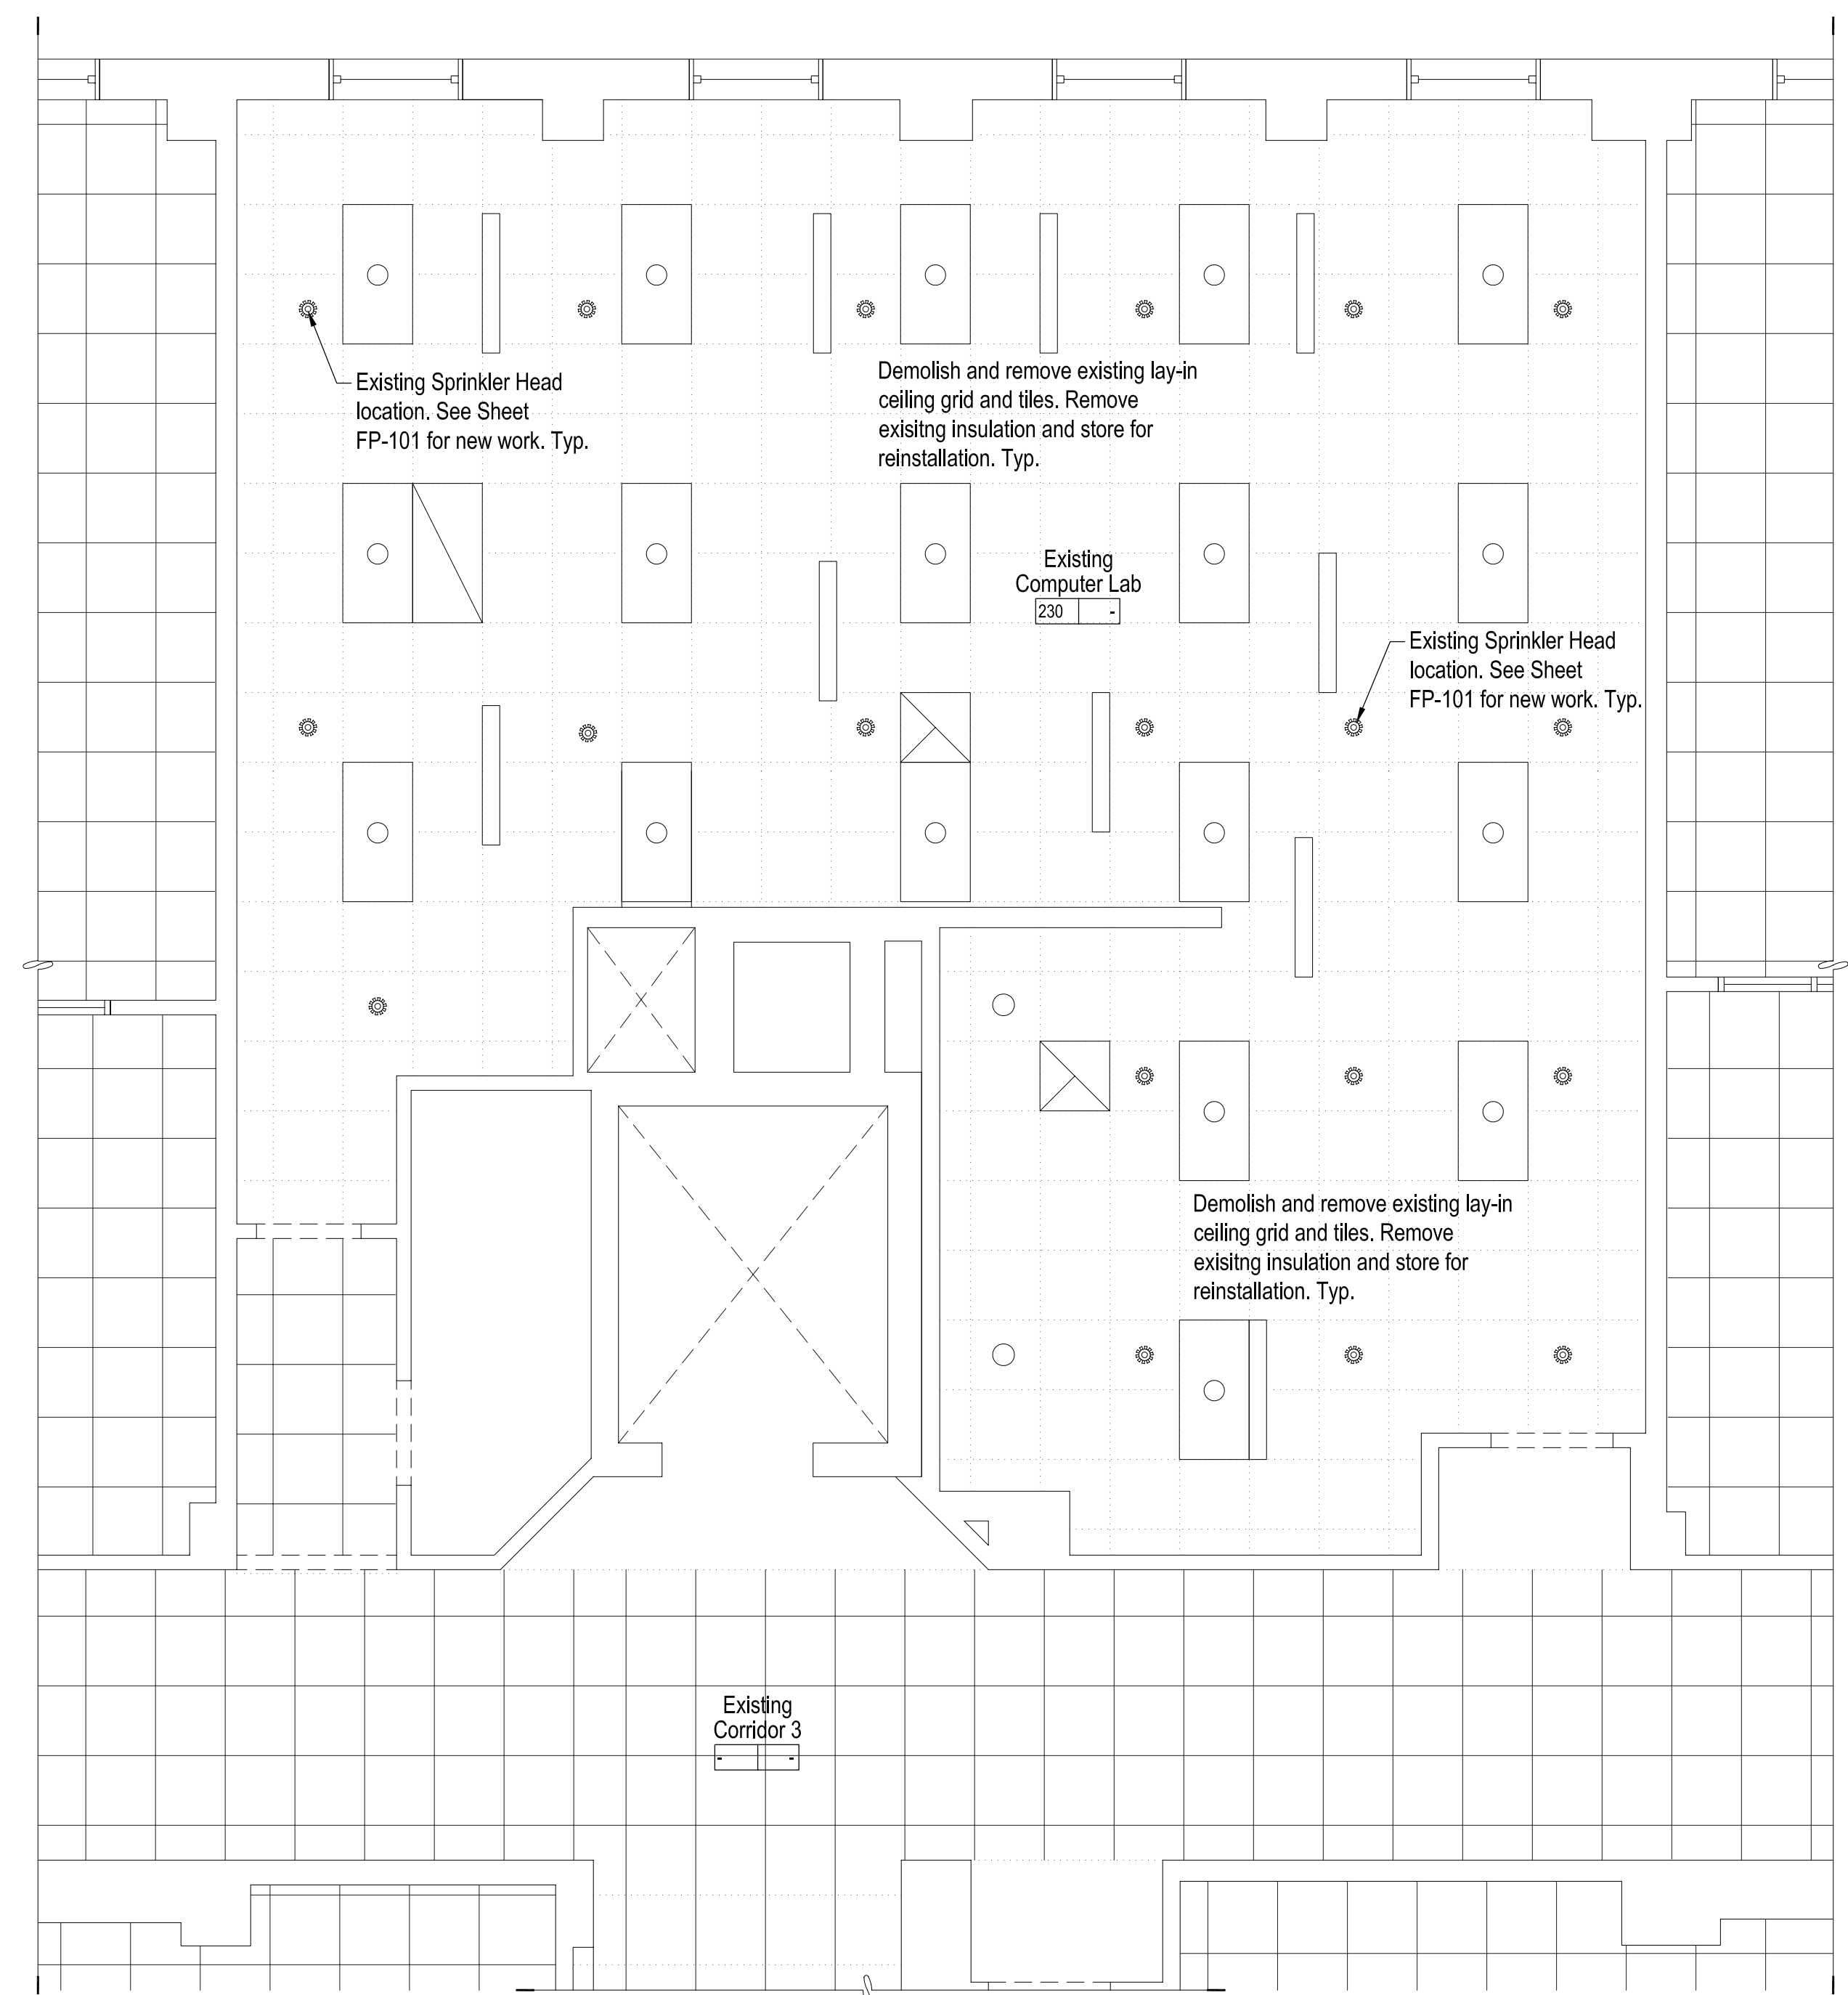 Existing Sprinkler Head
location. See Sheet
FP-101 for new work. Typ.
Demolish and remove existing lay-in
ceiling grid and tiles. Remove
exisitng insulation and store for
reinstallation. Typ.
Existing
Computer Lab
230 -
Existing Sprinkler Head
location. See Sheet
FP-101 for new work. Typ.
Demolish and remove existing lay-in
ceiling grid and tiles. Remove
exisitng insulation and store for
reinstallation. Typ.
Existing
Corridor 3
- -